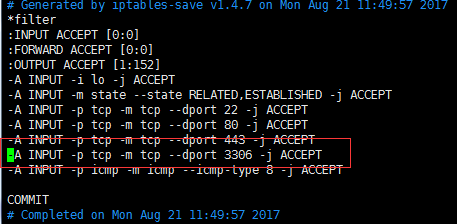 # Generated by iptables-save v1.4.7 on Mon Aug 21 11:49:57 2017
*filter
:INPUT ACCEPT [0:0]
:FORWARD ACCEPT [0:0]
:OUTPUT ACCEPT [1:152]
-A INPUT -i lo -j ACCEPT
-A INPUT -m state --state RELATED,ESTABLISHED -j ACCEPT
-A INPUT -p tcp -m tcp --dport 22 -j ACCEPT
-A INPUT -p tcp -m tcp --dport 80 -j ACCEPT
-A INPUT -p tcp -m tcp --dport 443 -j ACCEPT
-A INPUT -p tcp -m tcp --dport 3306 -j ACCEPT
-A INPUT -p icmp -m icmp --icmp-type 8 -j ACCEPT
COMMIT
# Completed on Mon Aug 21 11:49:57 2017